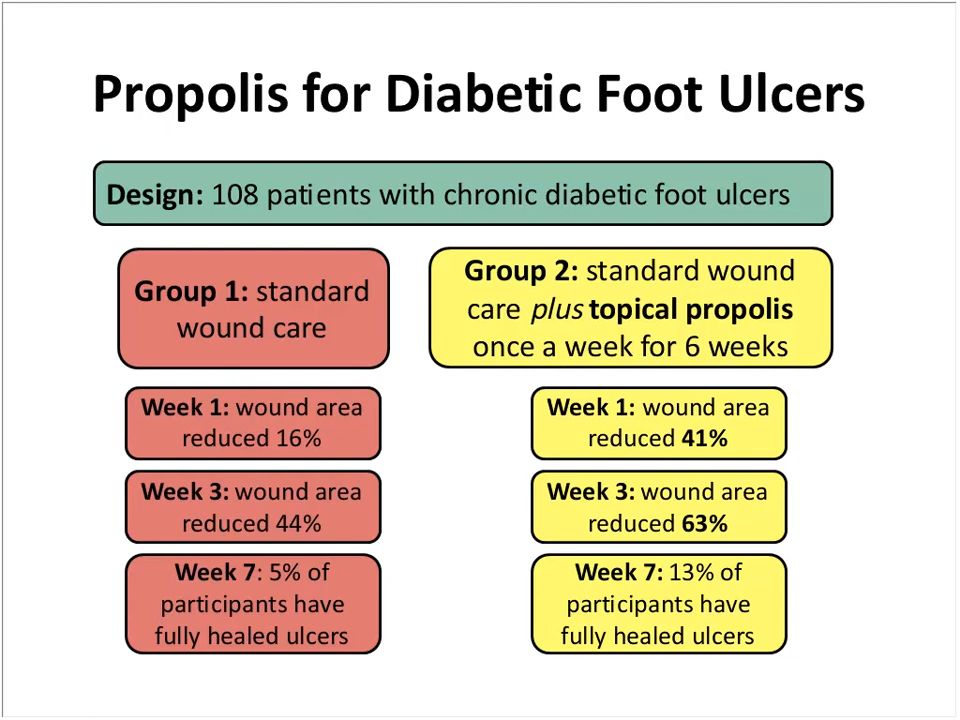 Propolis for Diabetic Foot Ulcers
Design: 108 patients with chronic diabetic foot ulcers
Group 1: standard
wound care
Group 2: standard wound
care plus topical propolis
once a week for 6 weeks
Week 1: wound area
reduced 16%
Week 1: wound area
reduced 41%
Week 3: wound area
reduced 44%
Week 3: wound area
reduced 63%
Week 7: 5% of
participants have
fully healed ulcers
Week 7: 13% of
participants have
fully healed ulcers